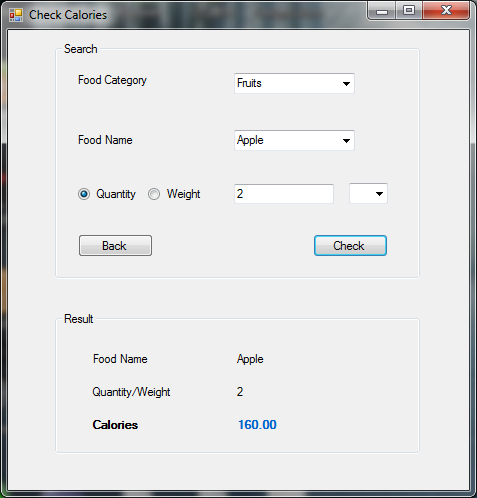 Check Calories
Search
Food Category Fruits
Food Name Apple
Quantity Weight 2
Back Check
Result
Food Name Apple
Quantity/Weight 2
Calories 160.00